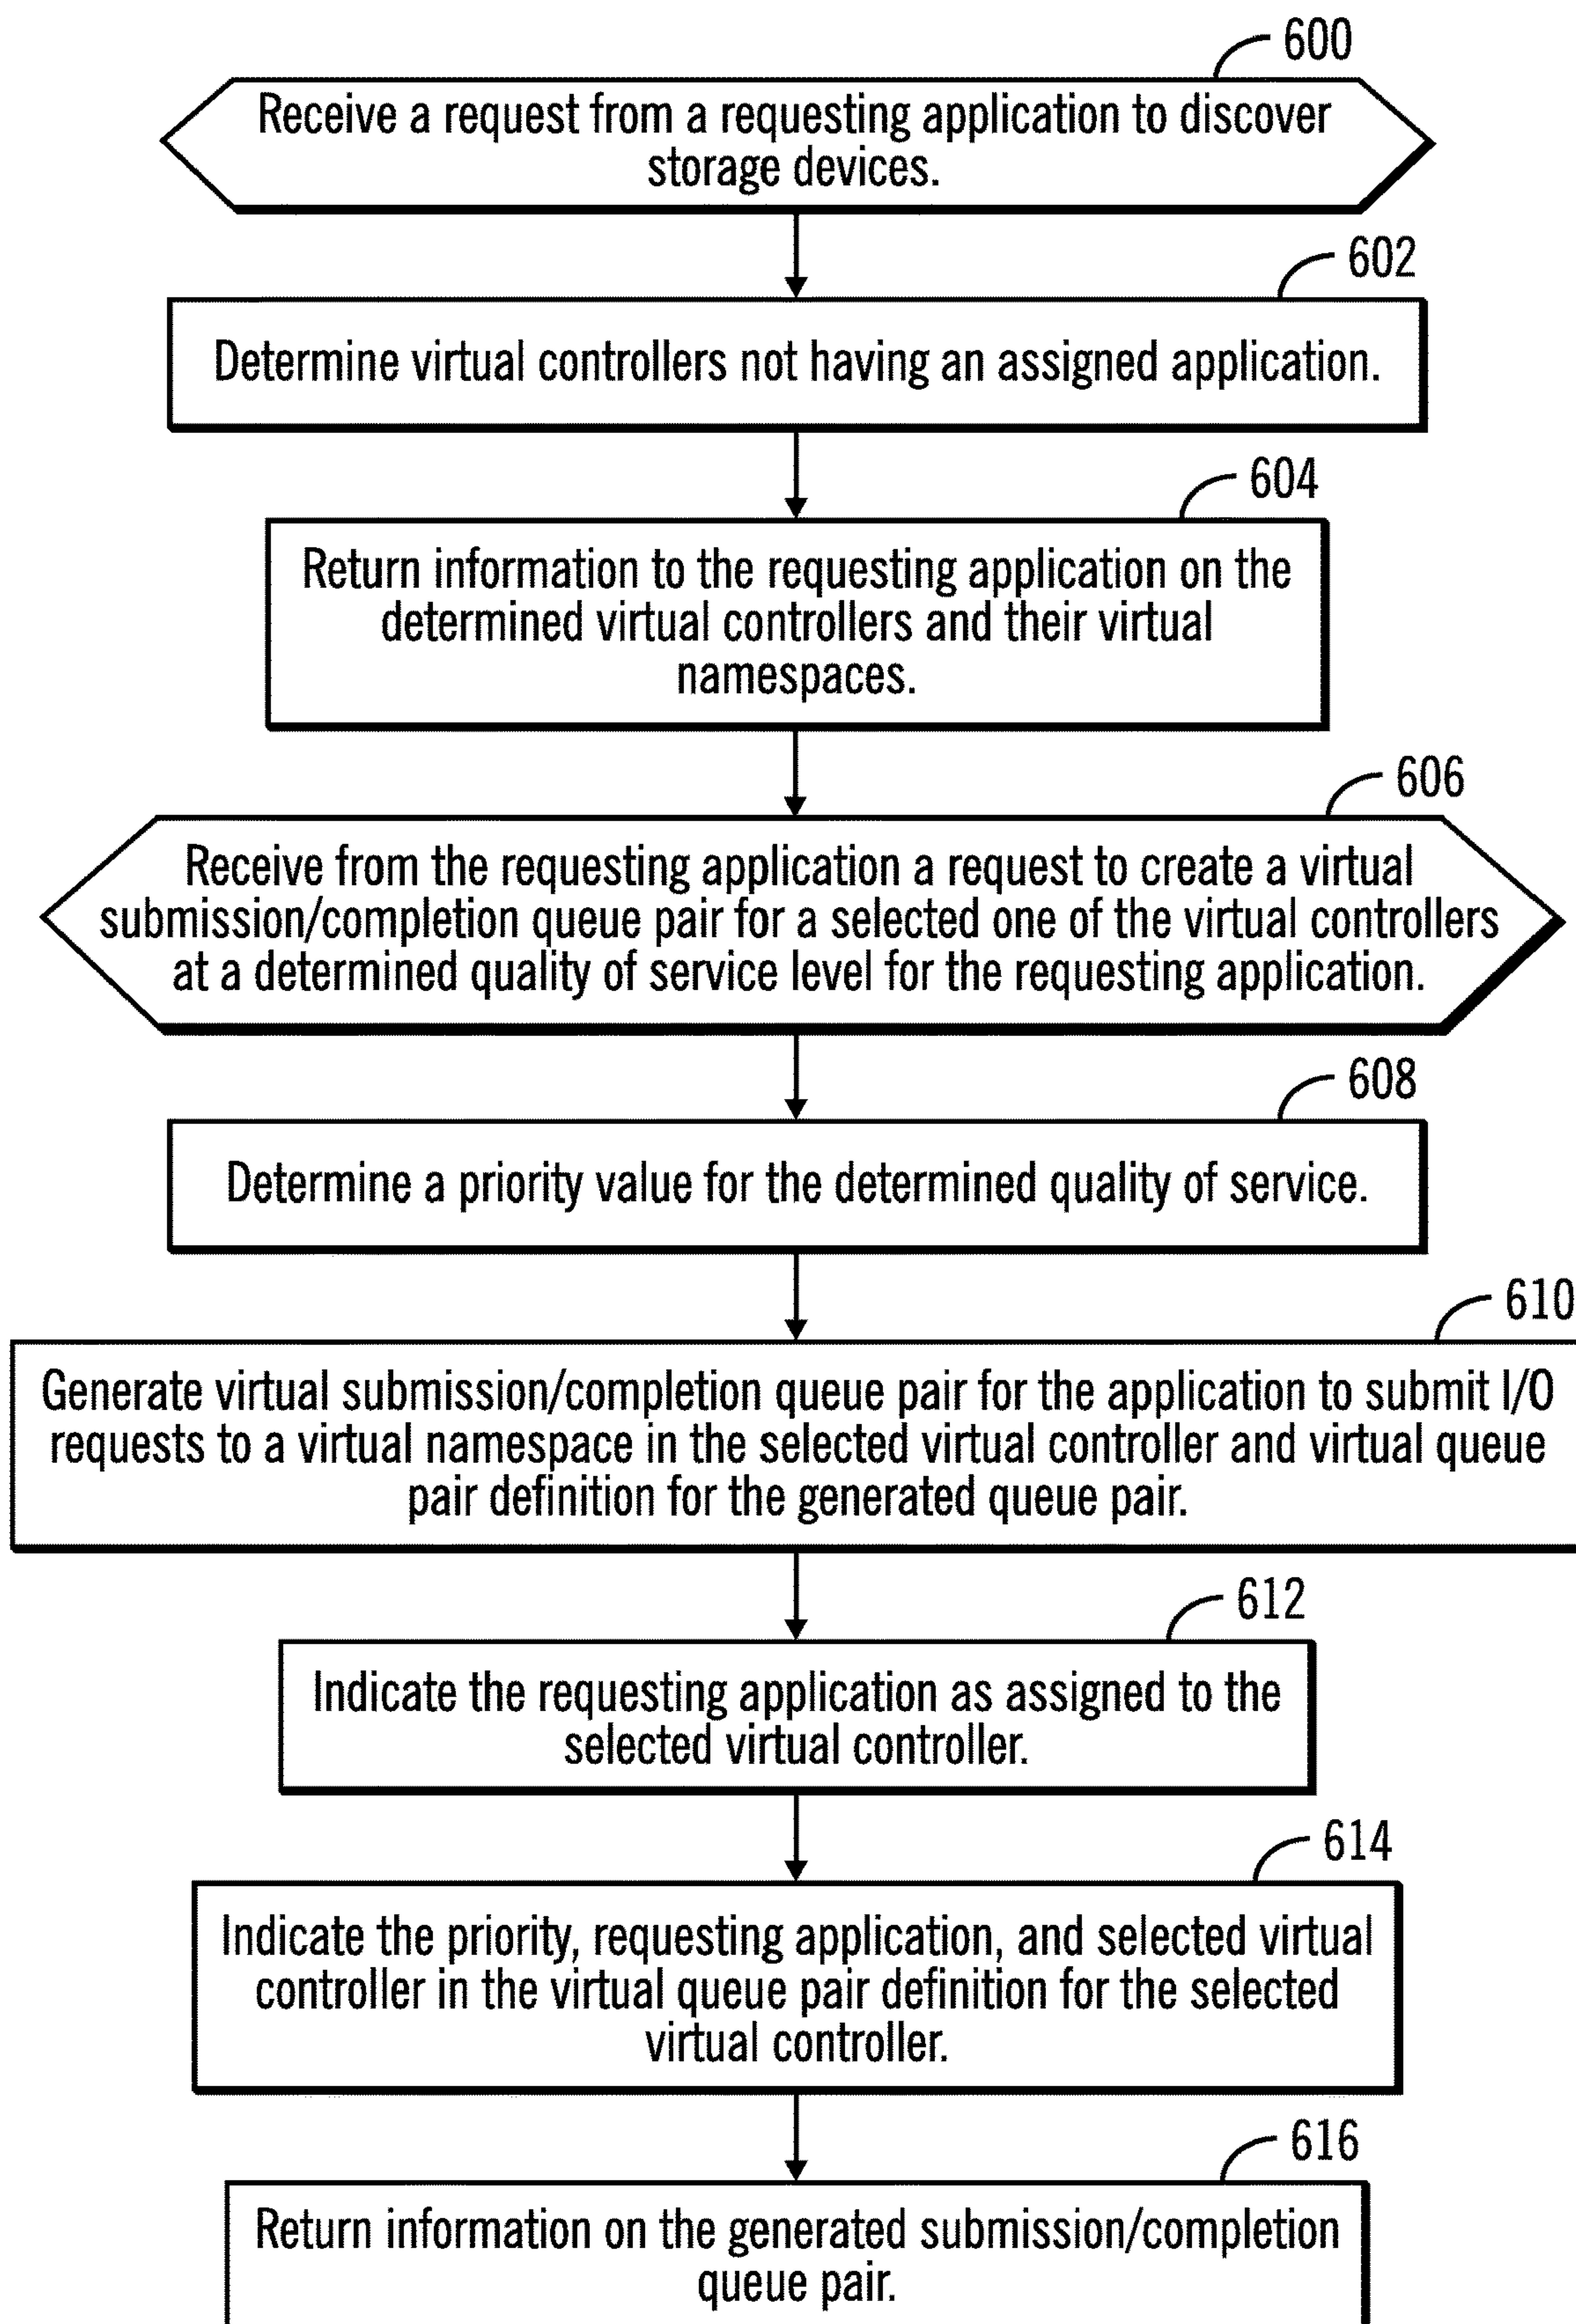 600
Receive a request from a requesting application to discover
storage devices.
602
Determine virtual controllers not having an assigned application.
604
Return information to the requesting application on the
determined virtual controllers and their virtual
namespaces.
606
Receive from the requesting application a request to create a virtual
submission/completion queue pair for a selected one of the virtual controllers
at a determined quality of service level for the requesting application.
608
Determine a priority value for the determined quality of service.
610
Generate virtual submission/completion queue pair for the application to submit I/O
requests to a virtual namespace in the selected virtual controller and virtual queue
pair definition for the generated queue pair.
612
Indicate the requesting application as assigned to the
selected virtual controller.
614
Indicate the priority, requesting application, and selected virtual
controller in the virtual queue pair definition for the selected
virtual controller.
616
Return information on the generated submission/completion
queue pair.